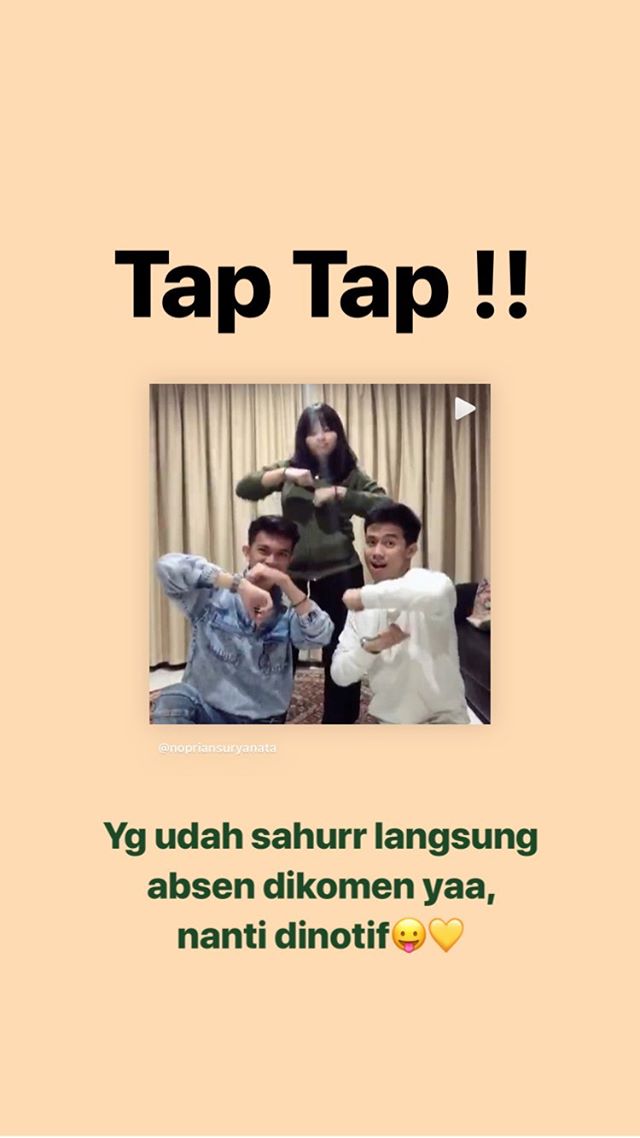 Tap Tap !!
@nopriansuryanata
Yg udah sahurr langsung
absen dikomen yaa,
nanti dinotif😛💛